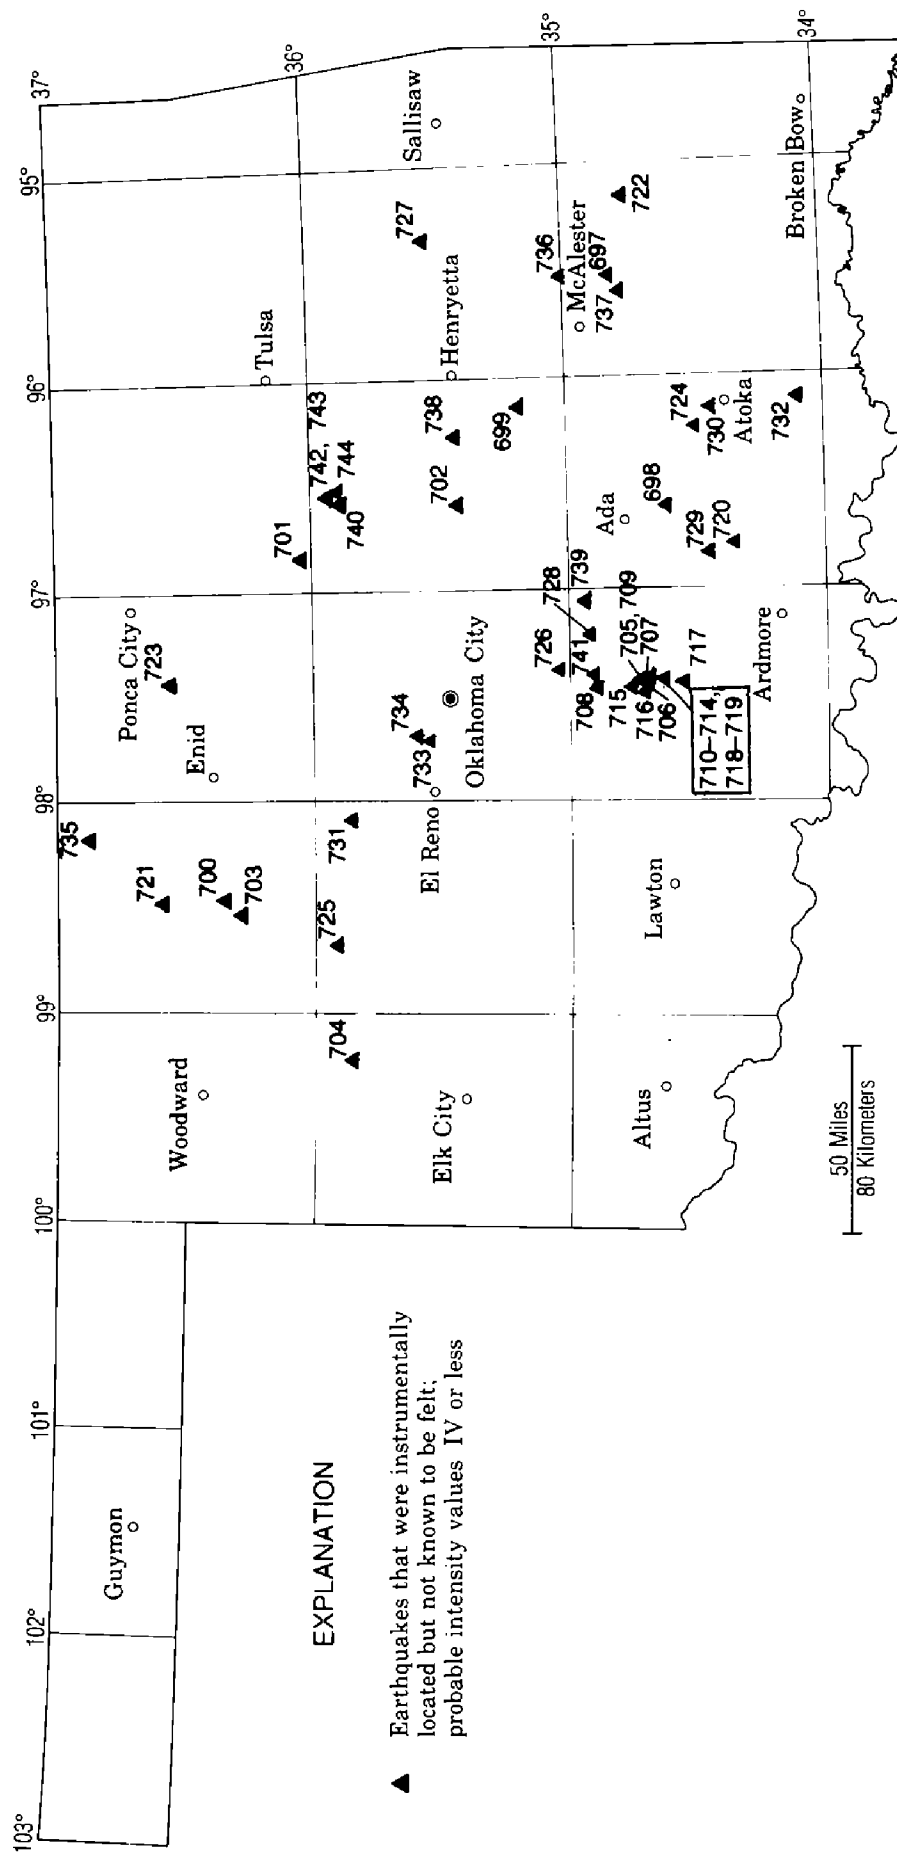 103°
102°
101°
100°
99°
98°
97°
96°
95°
37°
36°
35°
34°
Guymon
Woodward
Enid
Ponca City
Tulsa
Elk City
El Reno
Oklahoma City
Henryetta
Sallisaw
Altus
Lawton
Ardmore
Ada
Atoka
McAlester
Broken Bow
735
721
700
703
723
701
742, 743
744
740
704
725
731
733
734
702
738
699
727
726
741
708
728
739
715
705, 709
707
716
706
717
710–714,
718–719
698
729
720
724
730
732
736
697
737
722
EXPLANATION
Earthquakes that were instrumentally
located but not known to be felt;
probable intensity values IV or less
50 Miles
80 Kilometers